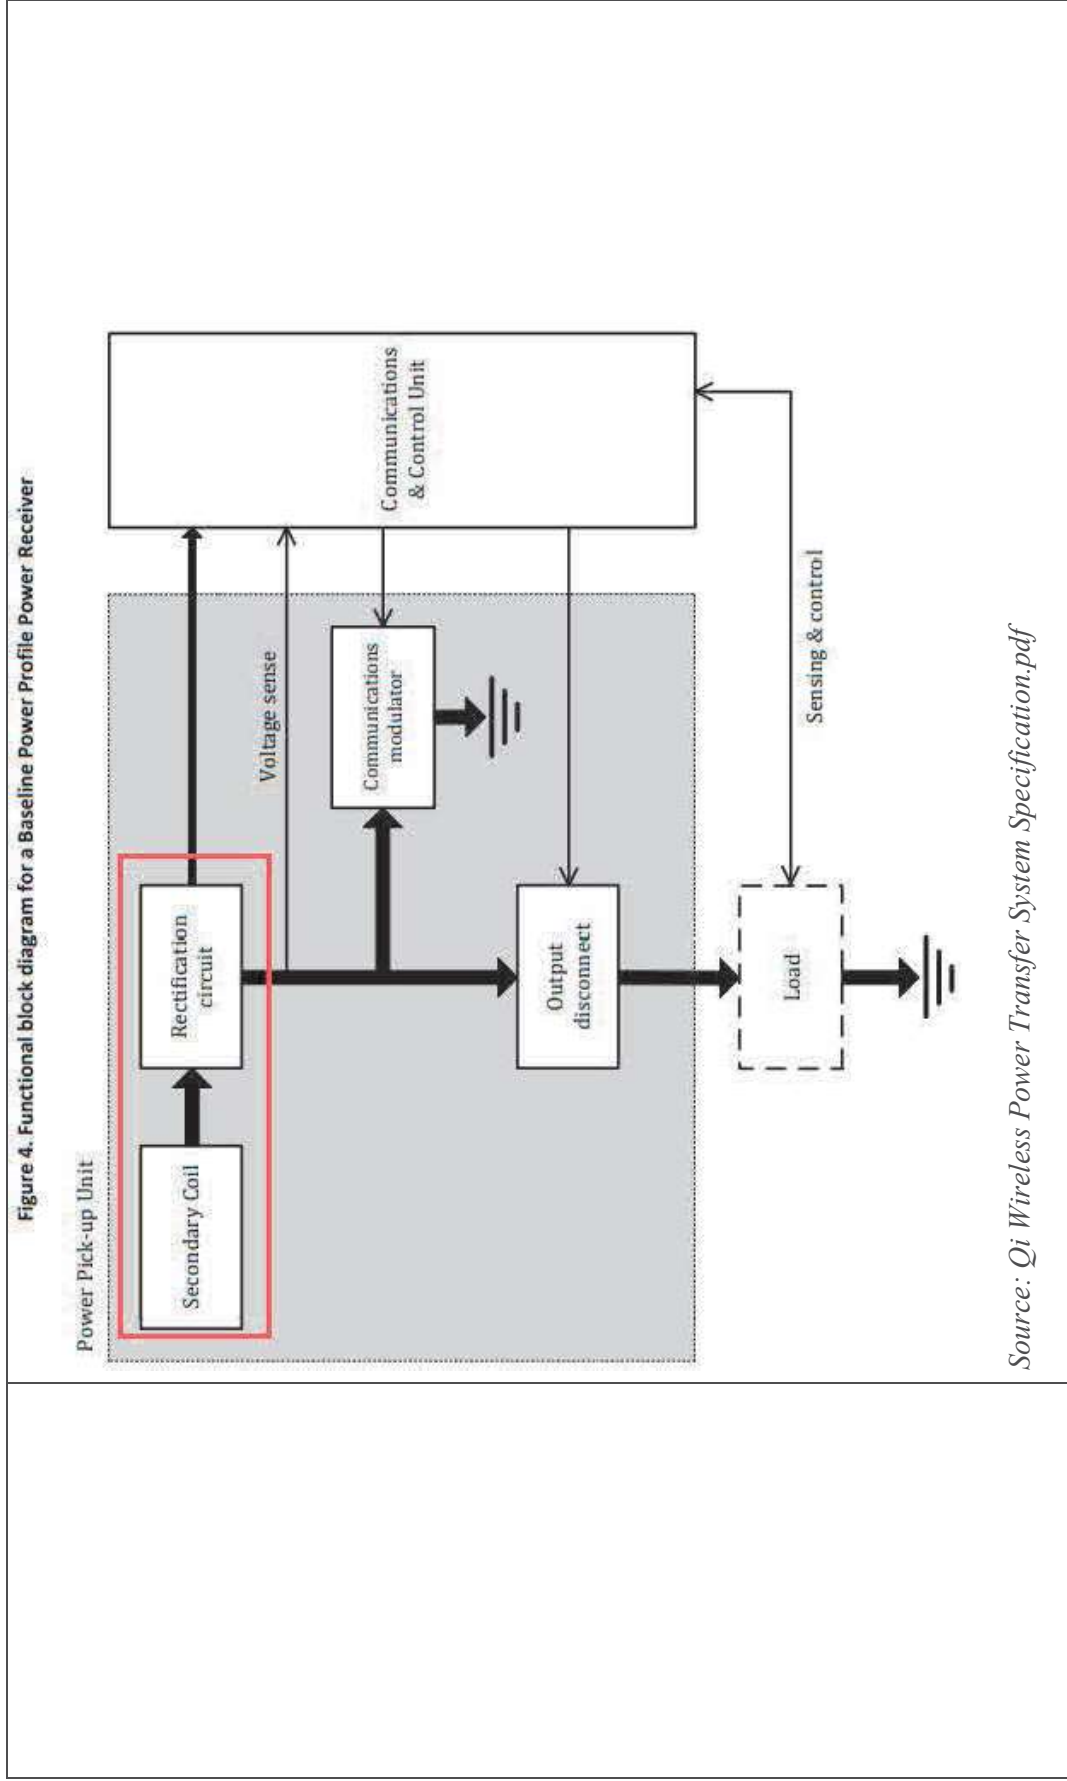 Figure 4. Functional block diagram for a Baseline Power Profile Power Receiver
Power Pick-up Unit
Secondary Coil
Rectification
circuit
Voltage sense
Communications
modulator
Communications
& Control Unit
Output
disconnect
Load
Sensing & control
Source: Qi Wireless Power Transfer System Specification.pdf